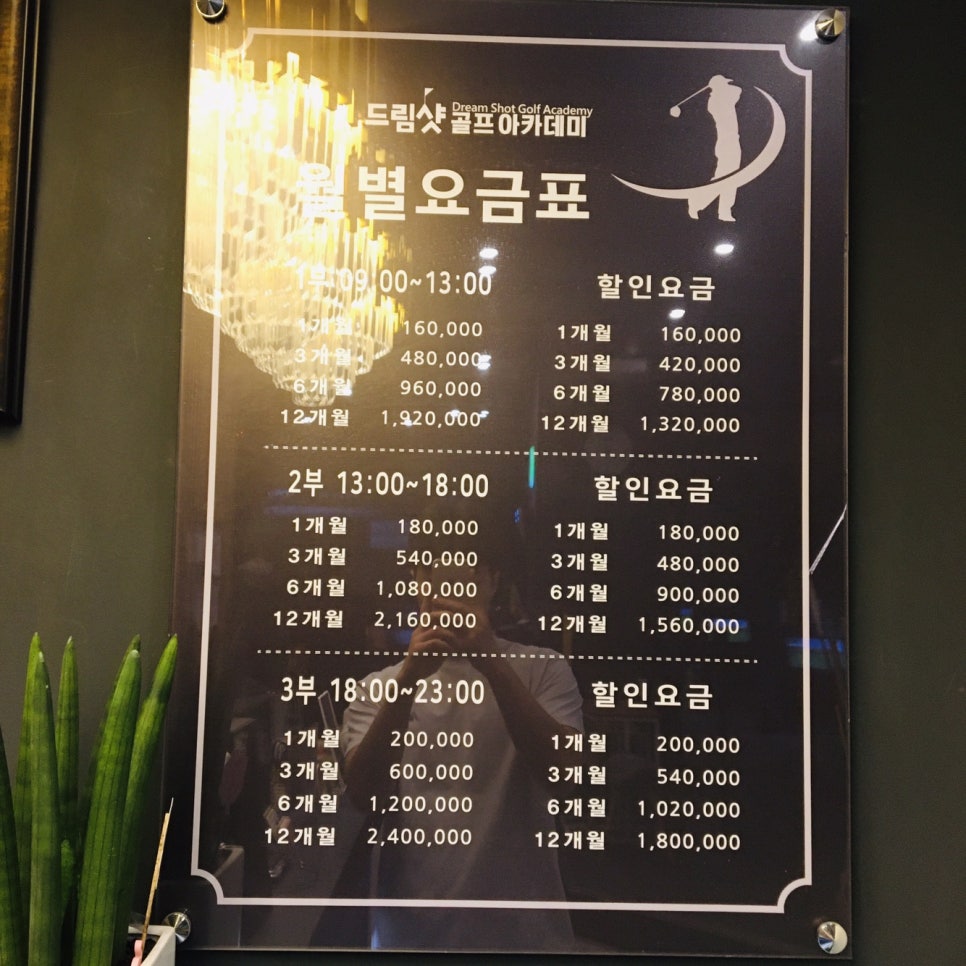 Dream Shot Golf Academy
드림샷 골프 아카데미
월별요금표
1부 09:00~13:00
1개월 160,000
3개월 480,000
6개월 960,000
12개월 1,920,000
할인요금
1개월 160,000
3개월 420,000
6개월 780,000
12개월 1,320,000
2부 13:00~18:00
1개월 180,000
3개월 540,000
6개월 1,080,000
12개월 2,160,000
할인요금
1개월 180,000
3개월 480,000
6개월 900,000
12개월 1,560,000
3부 18:00~23:00
1개월 200,000
3개월 600,000
6개월 1,200,000
12개월 2,400,000
할인요금
1개월 200,000
3개월 540,000
6개월 1,020,000
12개월 1,800,000